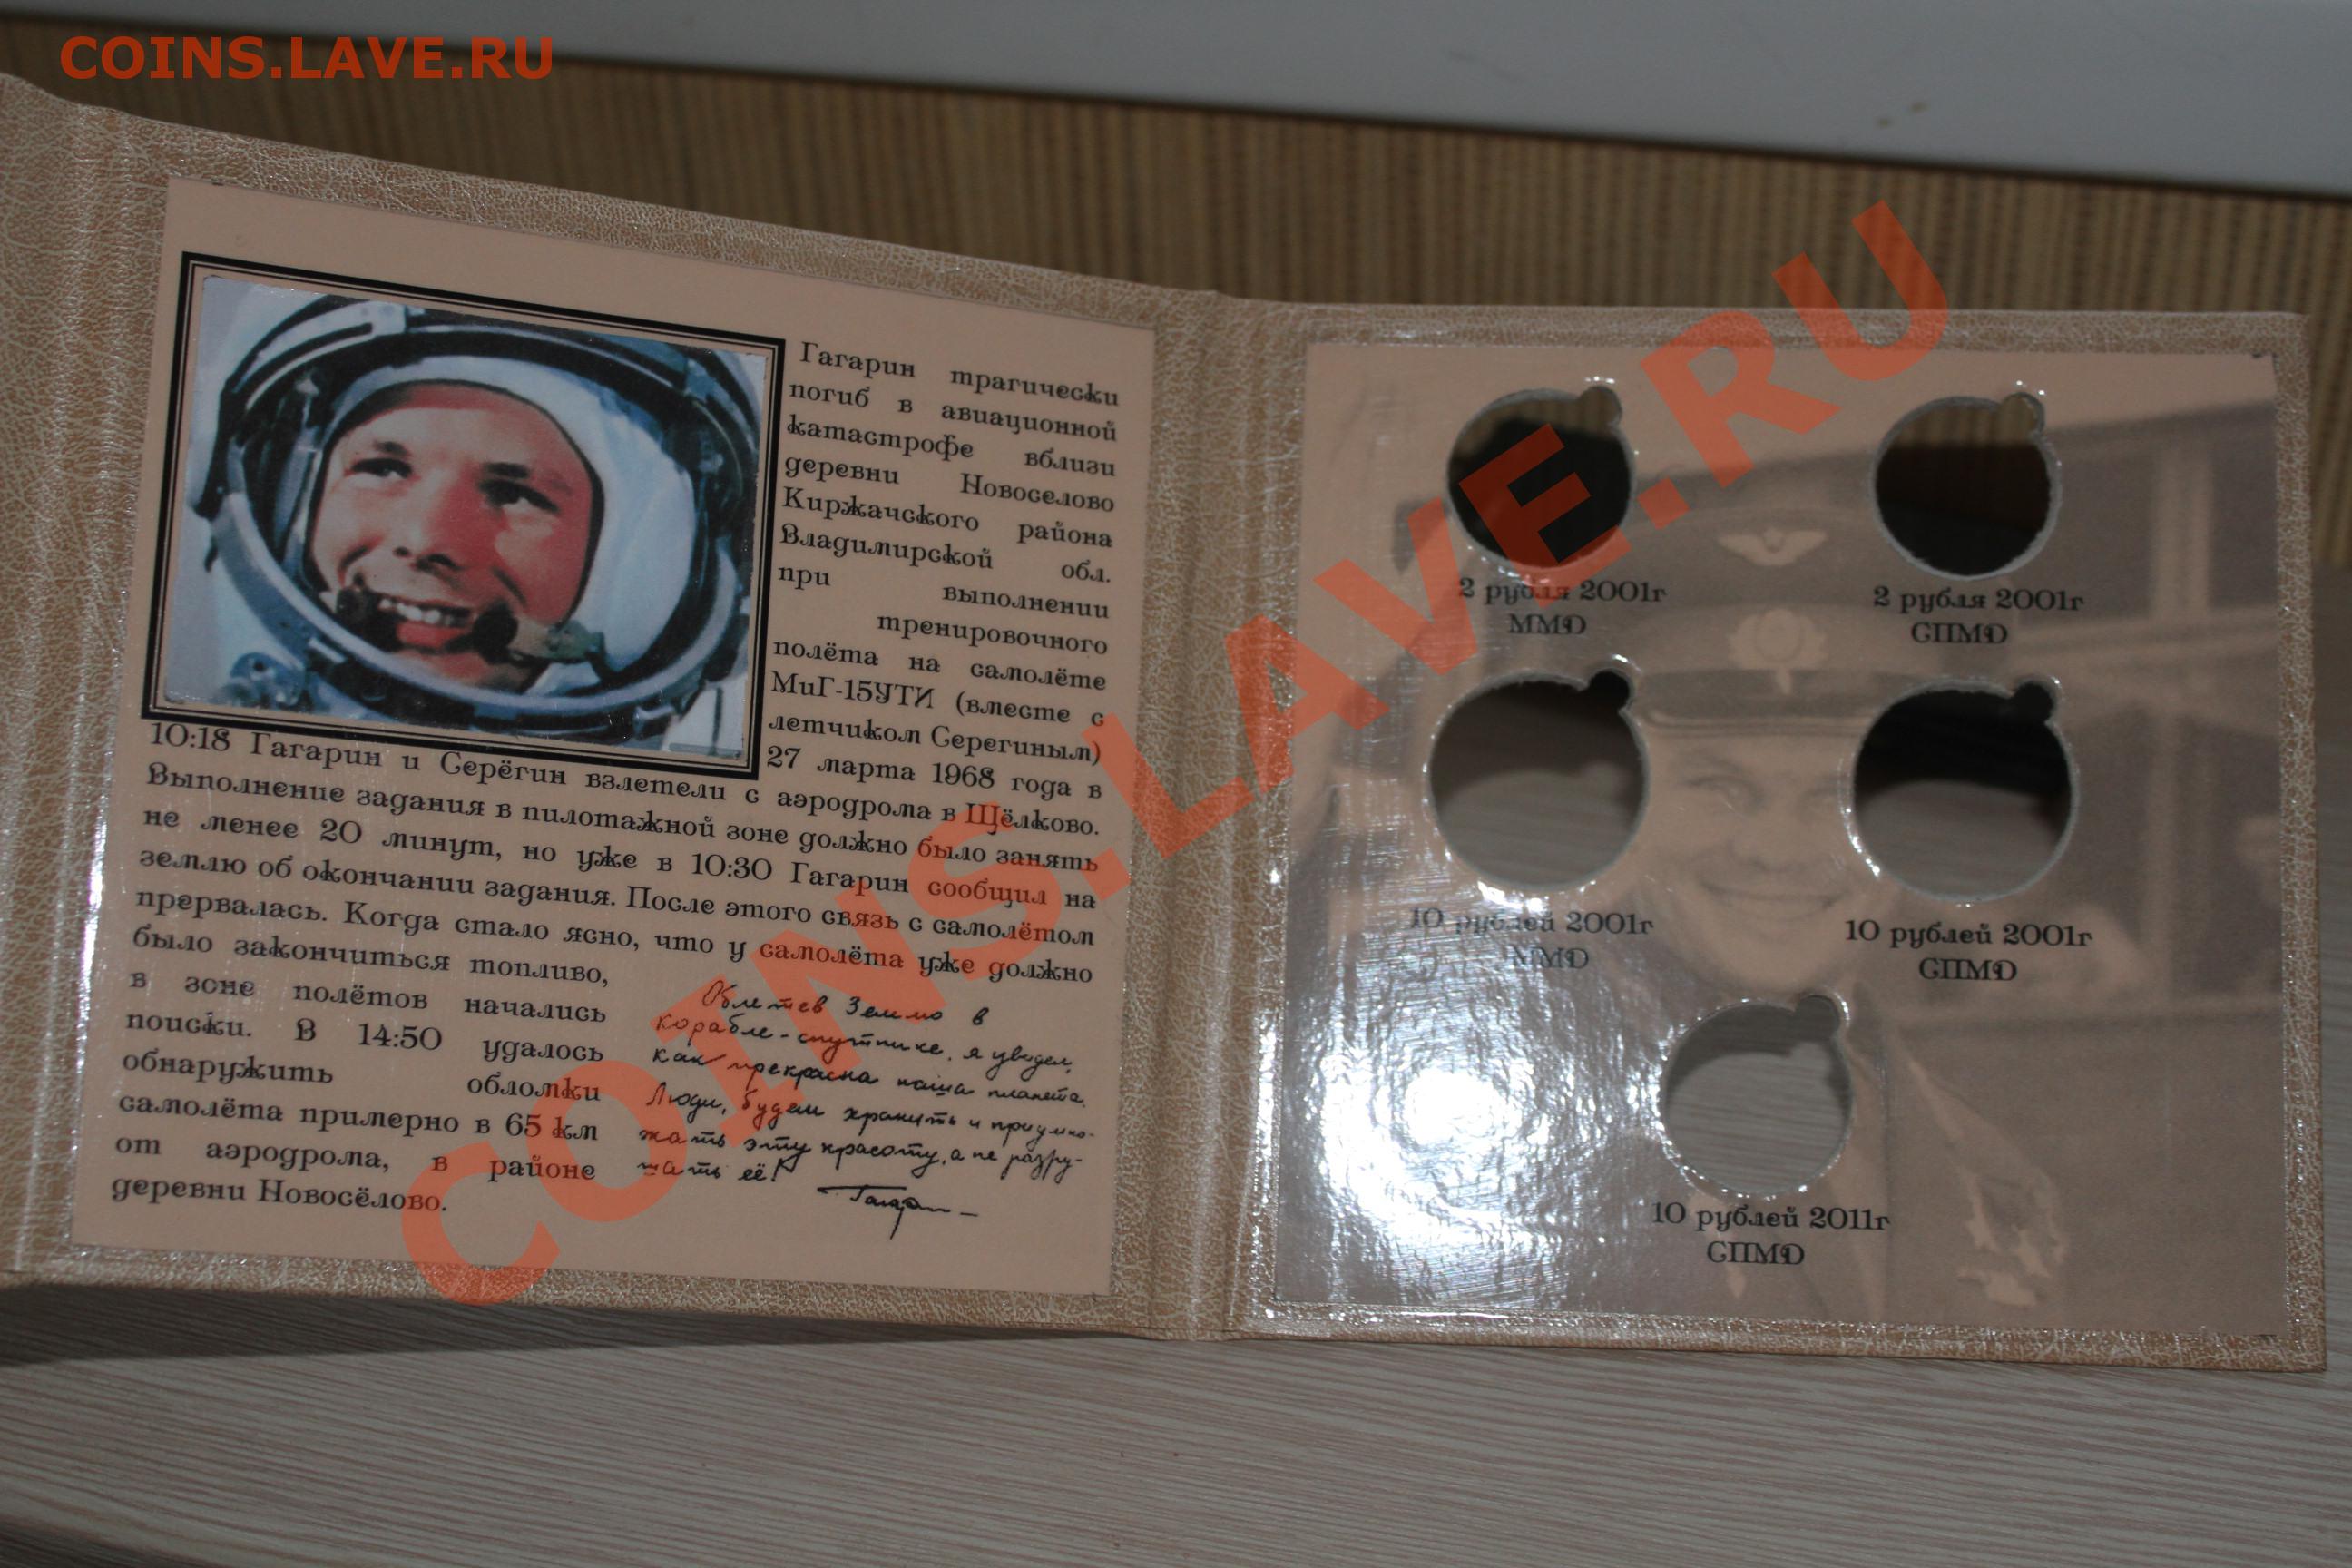 COINS.LAVE.RU
Гагарин трагически
погиб в авиационной
катастрофе вблизи
деревни Новоселово
Киржачского района
Владимирской обл.
при выполнении
тренировочного
полёта на самолёте
МиГ-15УТИ (вместе с
летчиком Серегиным)
27 марта 1968 года в
10:18 Гагарин и Серёгин взлетели с аэродрома в Щёлково.
Выполнение задания в пилотажной зоне должно было занять
не менее 20 минут, но уже в 10:30 Гагарин сообщил на
землю об окончании задания. После этого связь с самолётом
прервалась. Когда стало ясно, что у самолёта уже должно
было закончиться топливо,
в зоне полётов начались
поиски. В 14:50 удалось
обнаружить обломки
самолёта примерно в 65 км
от аэродрома, в районе
деревни Новосёлово.
Облетев Землю в
корабле-спутнике, я увидел,
как прекрасна наша планета.
Люди, будем хранить и приумно-
жать эту красоту, а не разру-
шать её!
Гагарин
2 рубля 2001г
ММД
2 рубля 2001г
СПМД
10 рублей 2001г
ММД
10 рублей 2001г
СПМД
10 рублей 2011г
СПМД
COINS.LAVE.RU